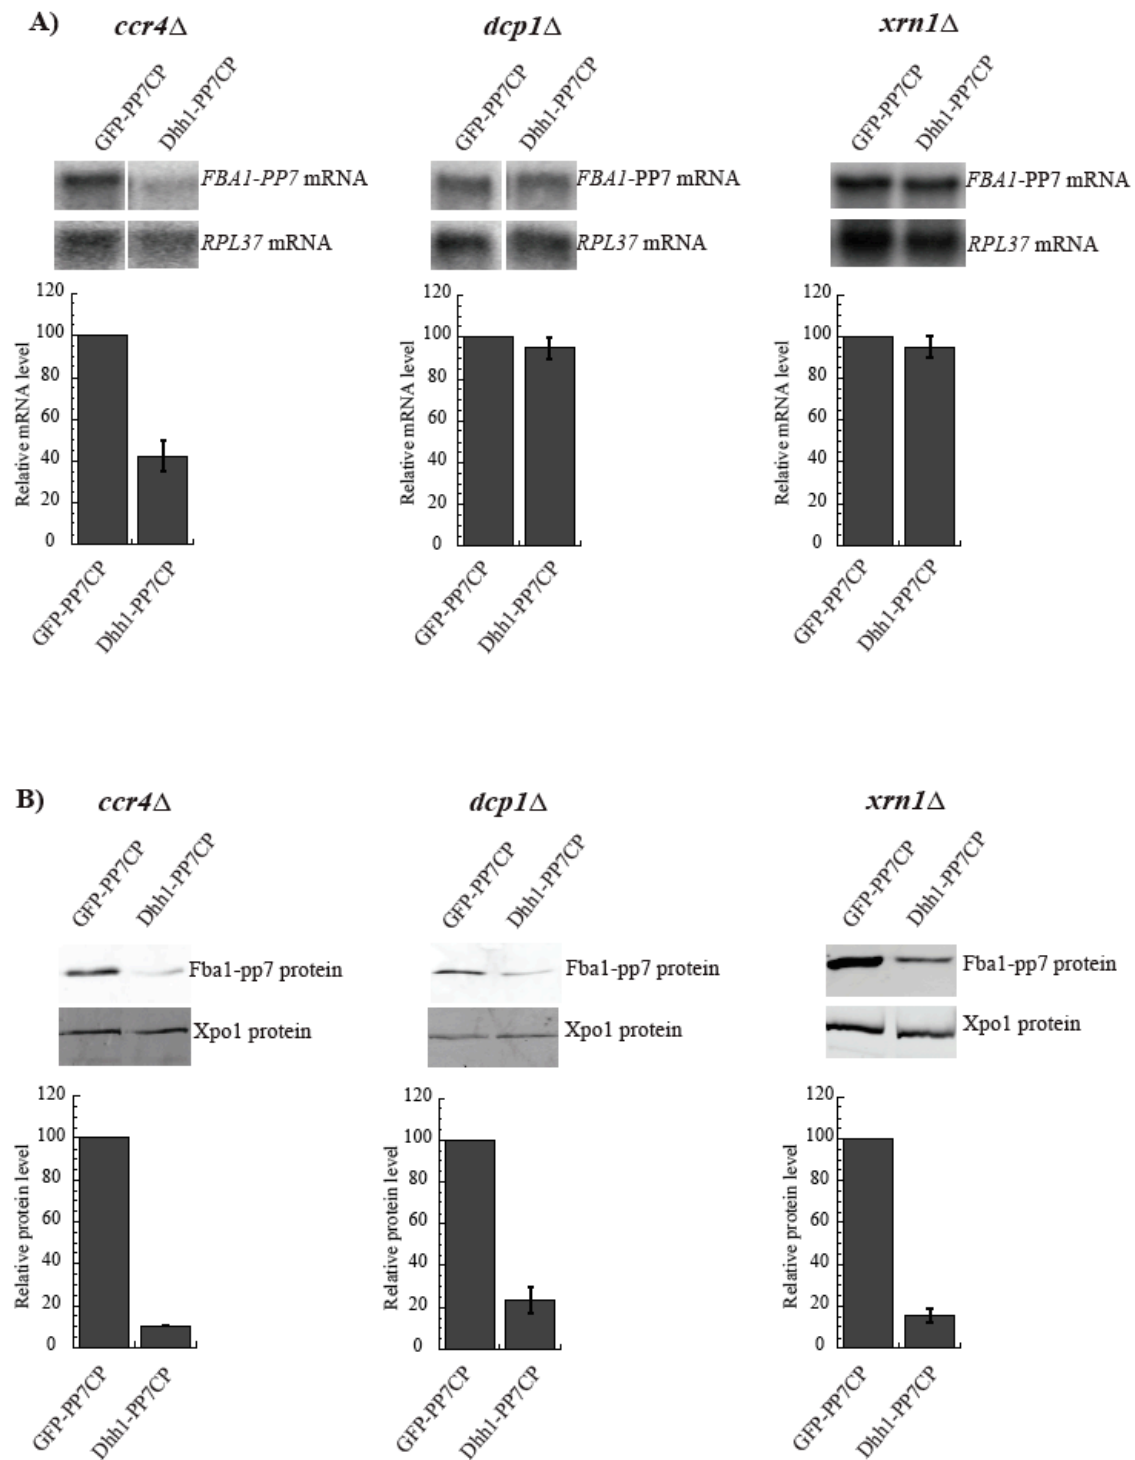 A)
ccr4Δ
dcp1Δ
xrn1Δ
GFP-PP7CP
Dhh1-PP7CP
GFP-PP7CP
Dhh1-PP7CP
GFP-PP7CP
Dhh1-PP7CP
FBA1-PP7 mRNA
FBA1-PP7 mRNA
FBA1-PP7 mRNA
RPL37 mRNA
RPL37 mRNA
RPL37 mRNA
Relative mRNA level
120
100
80
60
40
20
0
GFP-PP7CP
Dhh1-PP7CP
Relative mRNA level
120
100
80
60
40
20
0
GFP-PP7CP
Dhh1-PP7CP
Relative mRNA level
120
100
80
60
40
20
0
GFP-PP7CP
Dhh1-PP7CP
B)
ccr4Δ
dcp1Δ
xrn1Δ
GFP-PP7CP
Dhh1-PP7CP
GFP-PP7CP
Dhh1-PP7CP
GFP-PP7CP
Dhh1-PP7CP
Fba1-pp7 protein
Fba1-pp7 protein
Fba1-pp7 protein
Xpo1 protein
Xpo1 protein
Xpo1 protein
Relative protein level
120
100
80
60
40
20
0
GFP-PP7CP
Dhh1-PP7CP
Relative protein level
120
100
80
60
40
20
0
GFP-PP7CP
Dhh1-PP7CP
Relative protein level
120
100
80
60
40
20
0
GFP-PP7CP
Dhh1-PP7CP